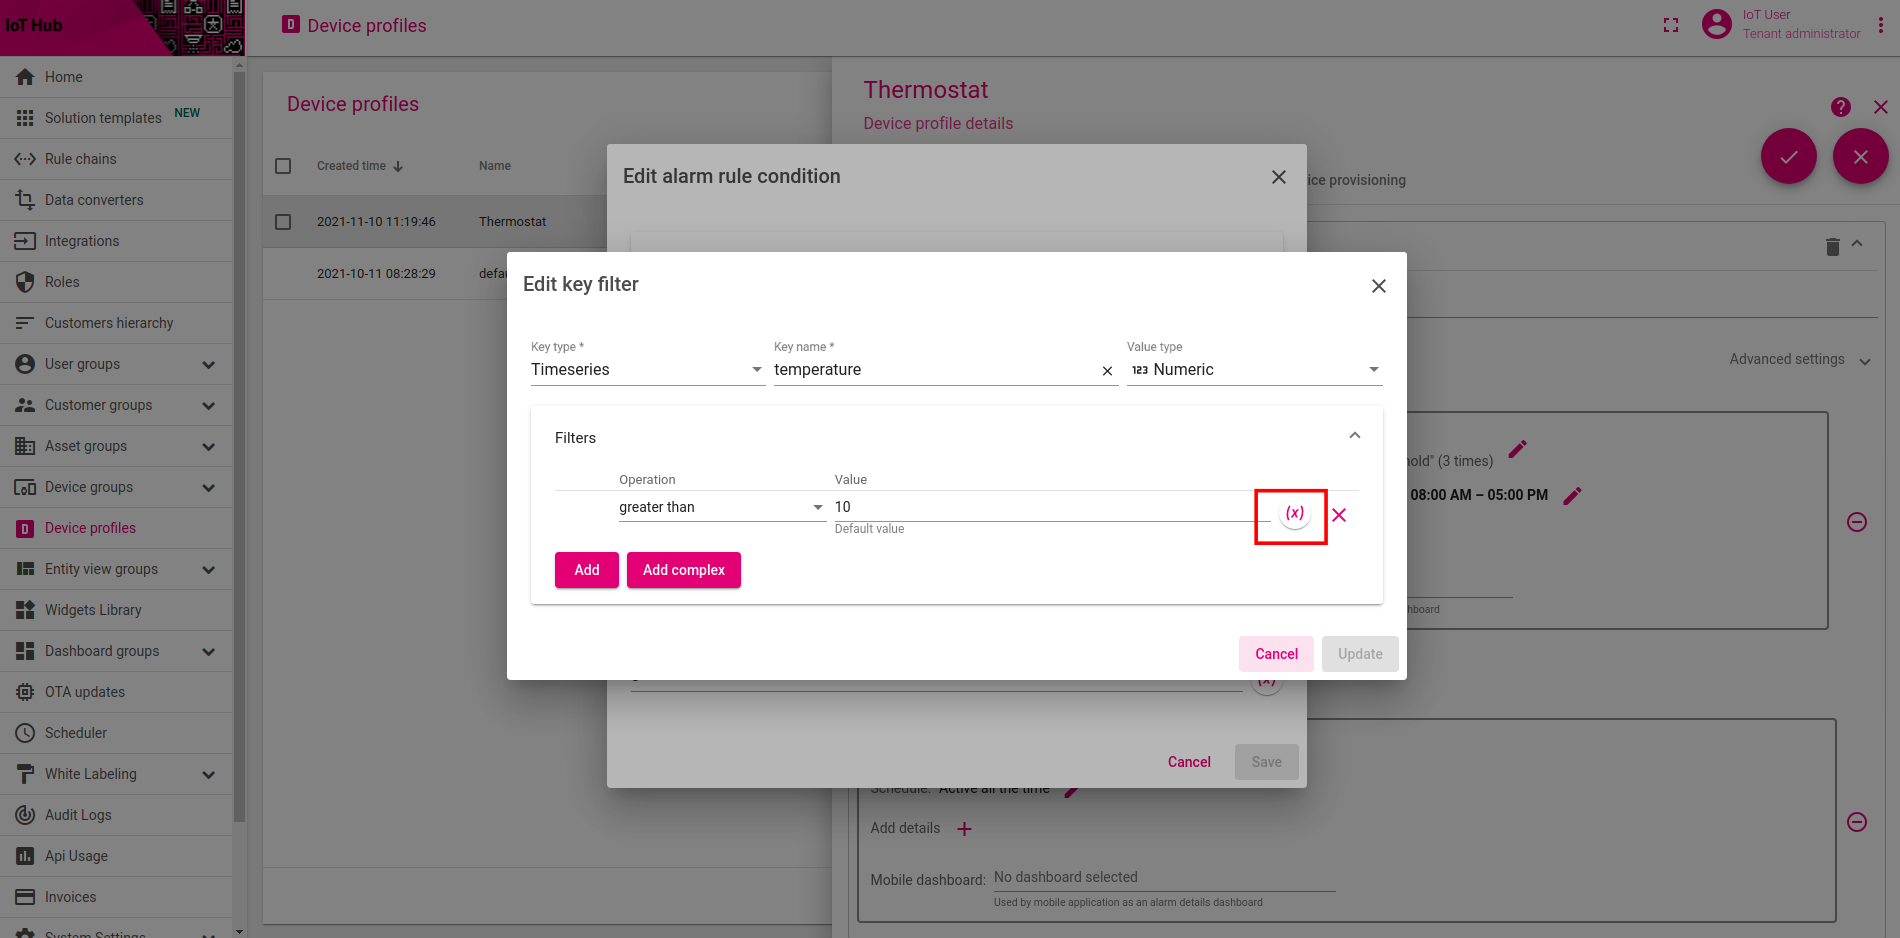 IoT Hub
Device profiles
IoT User
Tenant administrator
Home
Solution templates NEW
Rule chains
Data converters
Integrations
Roles
Customers hierarchy
User groups
Customer groups
Asset groups
Device groups
Device profiles
Entity view groups
Widgets Library
Dashboard groups
OTA updates
Scheduler
White Labeling
Audit Logs
Api Usage
Invoices
System Settings
Device profiles
Created time Name
2021-11-10 11:19:46 Thermostat
2021-10-11 08:28:29 defau
Thermostat
Device profile details
ice provisioning
Advanced settings
hold" (3 times)
08:00 AM – 05:00 PM
hboard
Schedule: Active all the time
Add details
Mobile dashboard: No dashboard selected
Used by mobile application as an alarm details dashboard
Edit alarm rule condition
(x)
Cancel Save
Edit key filter
Key type * Key name * Value type
Timeseries temperature 123 Numeric
Filters
Operation Value
greater than 10 (x)
Default value
Add Add complex
Cancel Update